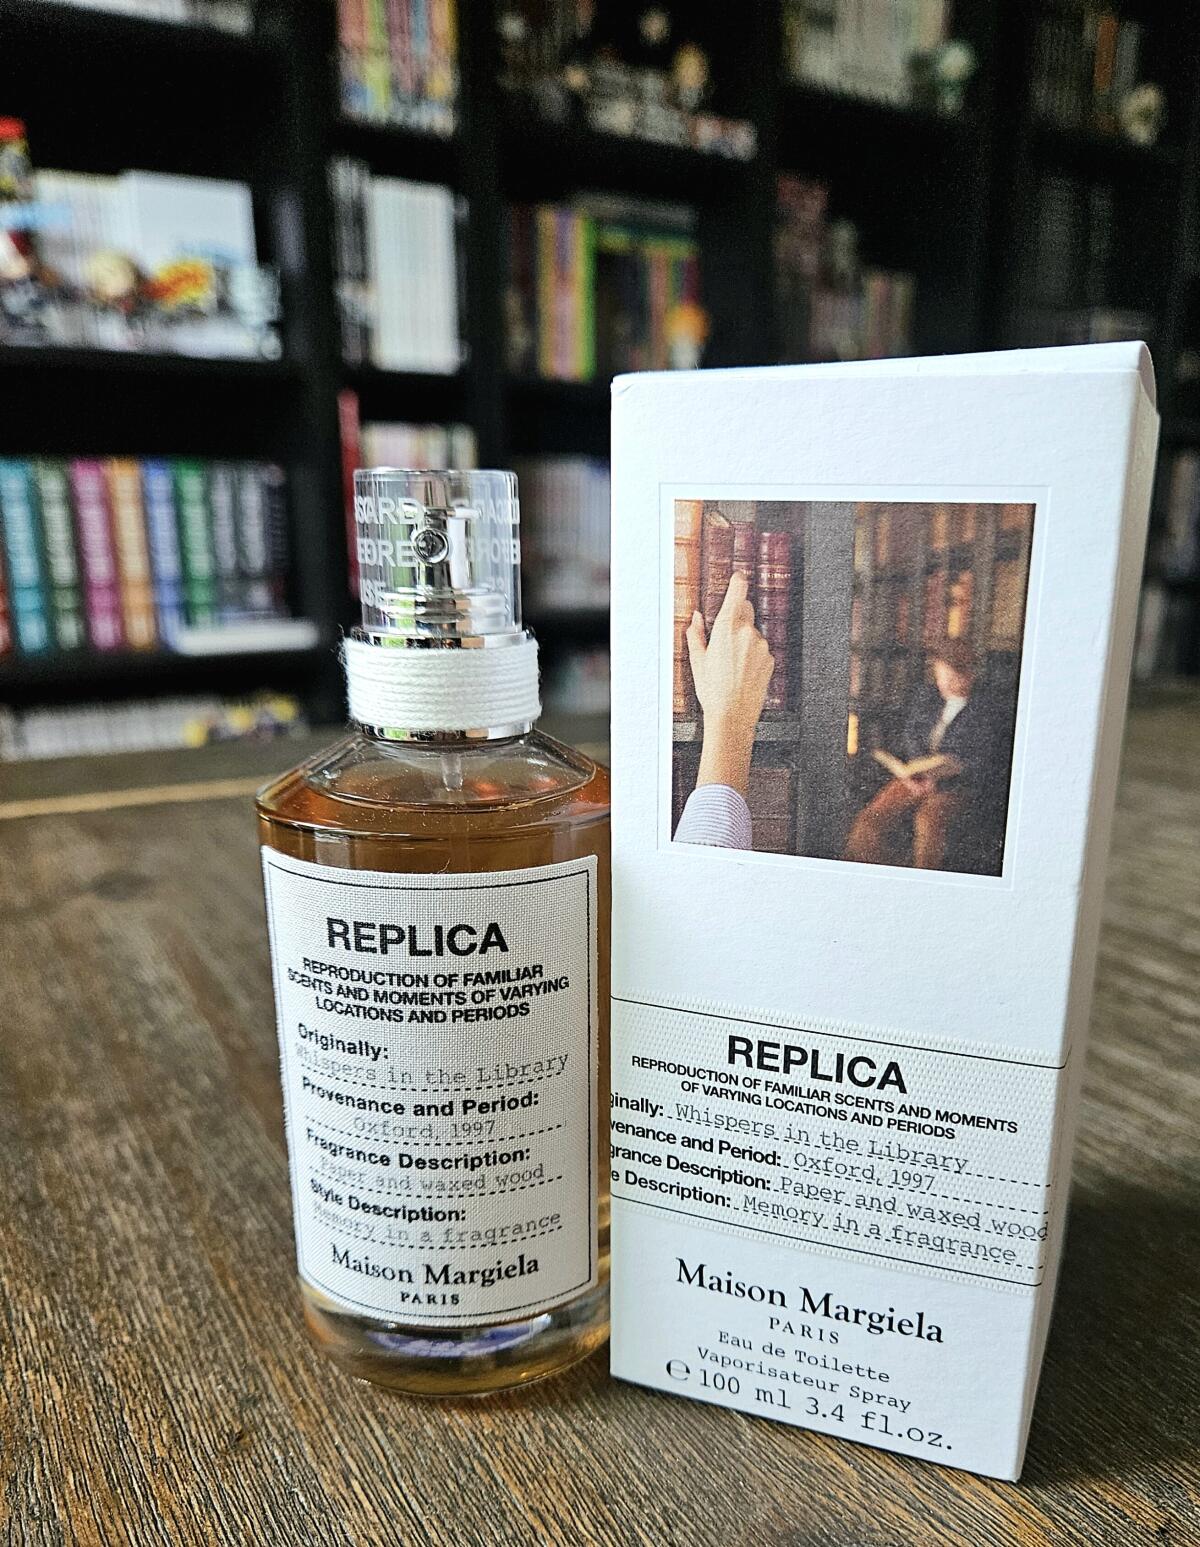 REPLICA
REPRODUCTION OF FAMILIAR
SCENTS AND MOMENTS OF VARYING
LOCATIONS AND PERIODS
Originally:
Whispers in the Library
Provenance and Period:
Oxford, 1997
Fragrance Description:
Paper and waxed wood
Style Description:
Memory in a fragrance
Maison Margiela
PARIS
REPLICA
REPRODUCTION OF FAMILIAR SCENTS AND MOMENTS
OF VARYING LOCATIONS AND PERIODS
ginally: Whispers in the Library
venance and Period: Oxford, 1997
grance Description: Paper and waxed wood
e Description: Memory in a fragrance
Maison Margiela
PARIS
Eau de Toilette
Vaporisateur Spray
℮ 100 ml 3.4 fl.oz.